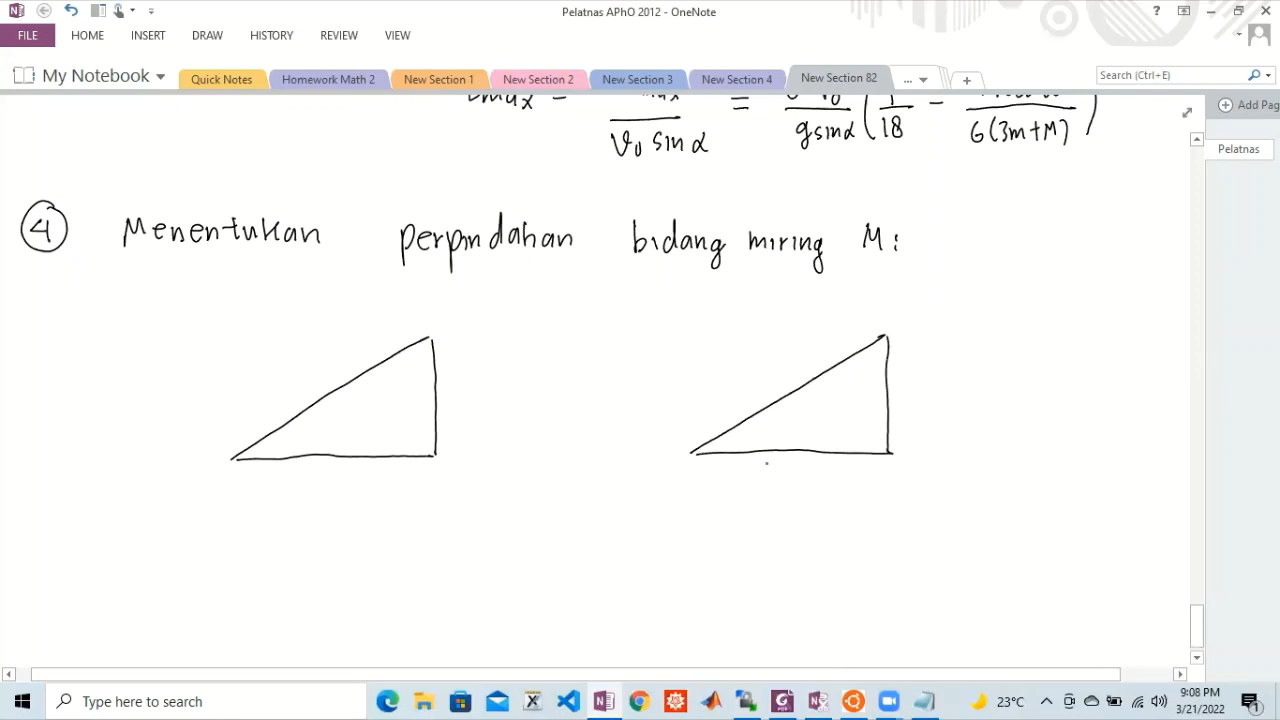 Pelatnas APhO 2012 - OneNote
FILE HOME INSERT DRAW HISTORY REVIEW VIEW
My Notebook Quick Notes Homework Math 2 New Section 1 New Section 2 New Section 3 New Section 4 New Section 82 ... Search (Ctrl+E)
Add Pag
Pelatnas
=
V₀ sin α g sin α 18 - 6(3m+M)
4 Menentukan perpindahan bidang miring M:
Type here to search
23°C
9:08 PM
3/21/2022